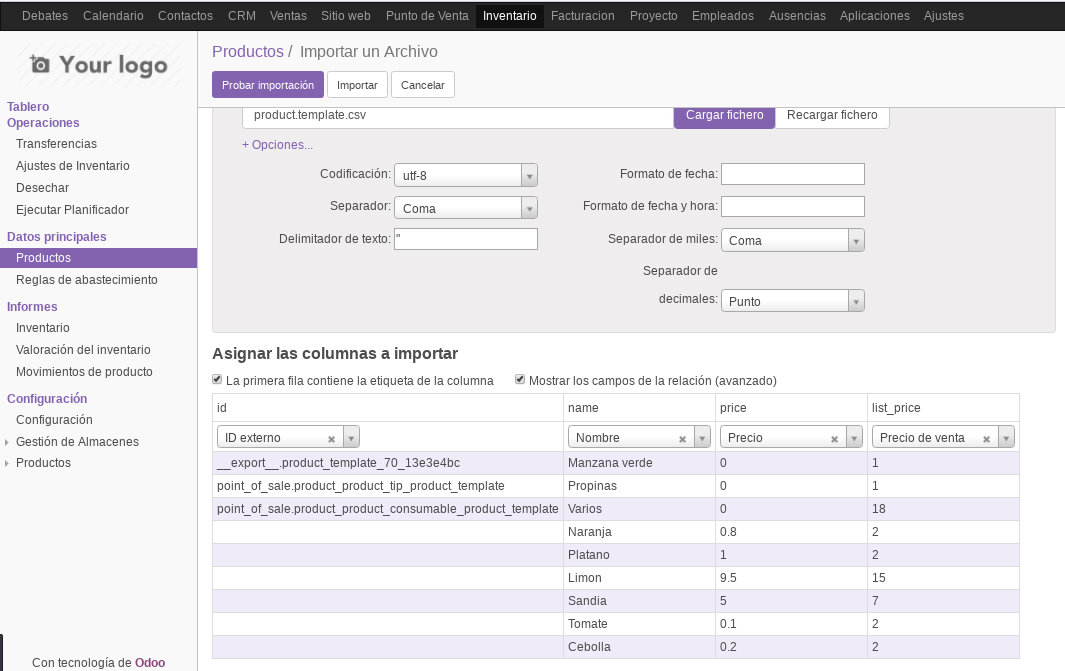 Debates Calendario Contactos CRM Ventas Sitio web Punto de Venta Inventario Facturacion Proyecto Empleados Ausencias Aplicaciones Ajustes
Your logo
Tablero
Operaciones
Transferencias
Ajustes de Inventario
Desechar
Ejecutar Planificador
Datos principales
Productos
Reglas de abastecimiento
Informes
Inventario
Valoración del inventario
Movimientos de producto
Configuración
Configuración
Gestión de Almacenes
Productos
Con tecnología de Odoo
Productos / Importar un Archivo
Probar importación Importar Cancelar
product.template.csv Cargar fichero Recargar fichero
+ Opciones...
Codificación: utf-8 Formato de fecha:
Separador: Coma Formato de fecha y hora:
Delimitador de texto: " Separador de miles: Coma
Separador de
decimales: Punto
Asignar las columnas a importar
La primera fila contiene la etiqueta de la columna Mostrar los campos de la relación (avanzado)
id name price list_price
ID externo Nombre Precio Precio de venta
__export__.product_template_70_13e3e4bc Manzana verde 0 1
point_of_sale.product_product_tip_product_template Propinas 0 1
point_of_sale.product_product_consumable_product_template Varios 0 18
Naranja 0.8 2
Platano 1 2
Limon 9.5 15
Sandia 5 7
Tomate 0.1 2
Cebolla 0.2 2